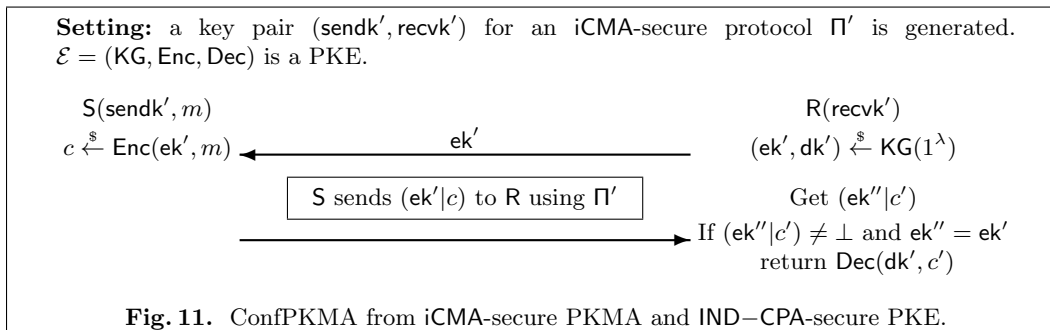 Setting: a key pair (sendk′, recvk′) for an iCMA-secure protocol Π′ is generated.
ℰ = (KG, Enc, Dec) is a PKE.
S(sendk′, m) R(recvk′)
c ←$ Enc(ek′, m) ek′ (ek′, dk′) ←$ KG(1^λ)
S sends (ek′|c) to R using Π′ Get (ek″|c′)
If (ek″|c′) ≠ ⊥ and ek″ = ek′
return Dec(dk′, c′)
Fig. 11. ConfPKMA from iCMA-secure PKMA and IND−CPA-secure PKE.